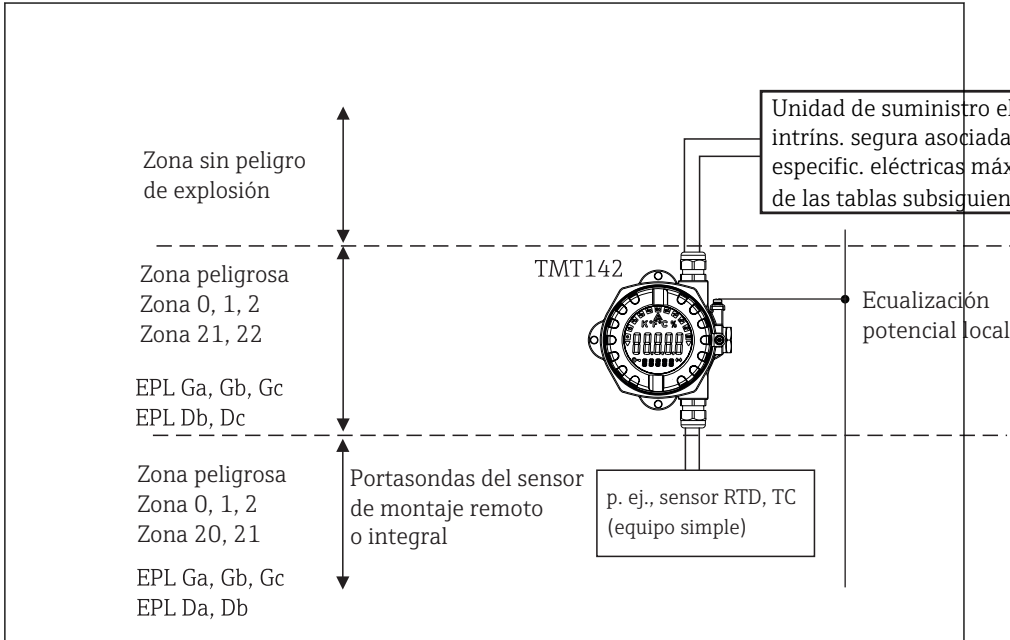 Unidad de suministro
intríns. segura asociada
especific. eléctricas
de las tablas
Zona sin peligro
de explosión
TMT142
Zona peligrosa
Zona 0, 1, 2
Zona 21, 22
EPL Ga, Gb, Gc
EPL Db, Dc
K °F °C %
Ecualización
potencial local
Zona peligrosa
Zona 0, 1, 2
Zona 20, 21
EPL Ga, Gb, Gc
EPL Da, Db
Portasondas del sensor
de montaje remoto
o integral
p. ej., sensor RTD, TC
(equipo simple)